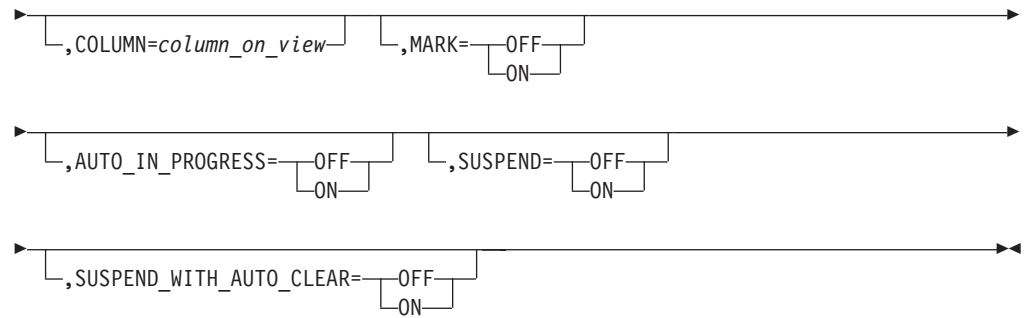 ,COLUMN=column_on_view ,MARK= OFF
ON
,AUTO_IN_PROGRESS= OFF ,SUSPEND= OFF
ON ON
,SUSPEND_WITH_AUTO_CLEAR= OFF
ON